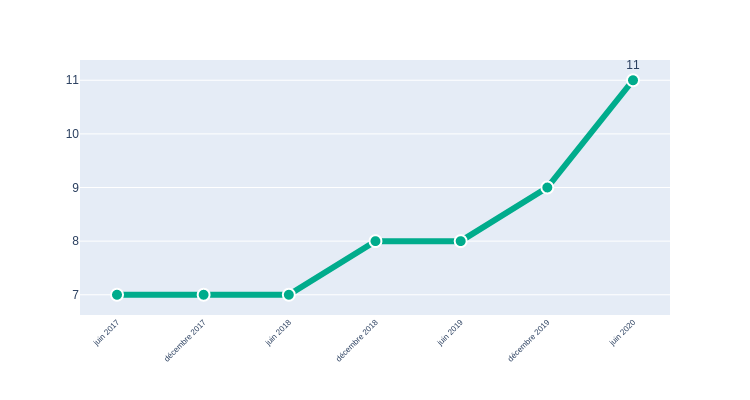 11
11
10
9
8
7
juin 2017
décembre 2017
juin 2018
décembre 2018
juin 2019
décembre 2019
juin 2020